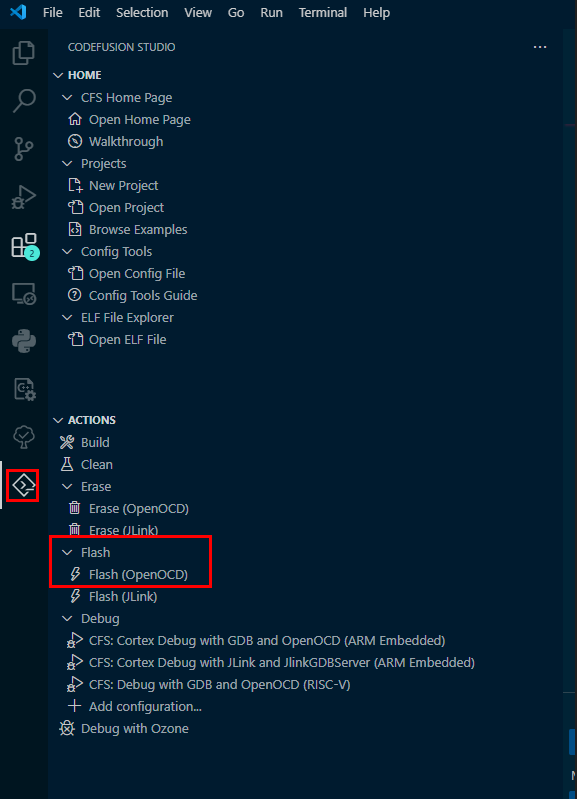 File Edit Selection View Go Run Terminal Help
CODEFUSION STUDIO
HOME
CFS Home Page
Open Home Page
Walkthrough
Projects
New Project
Open Project
Browse Examples
Config Tools
Open Config File
Config Tools Guide
ELF File Explorer
Open ELF File
2
ACTIONS
Build
Clean
Erase
Erase (OpenOCD)
Erase (JLink)
Flash
Flash (OpenOCD)
Flash (JLink)
Debug
CFS: Cortex Debug with GDB and OpenOCD (ARM Embedded)
CFS: Cortex Debug with JLink and JlinkGDBServer (ARM Embedded)
CFS: Debug with GDB and OpenOCD (RISC-V)
Add configuration...
Debug with Ozone